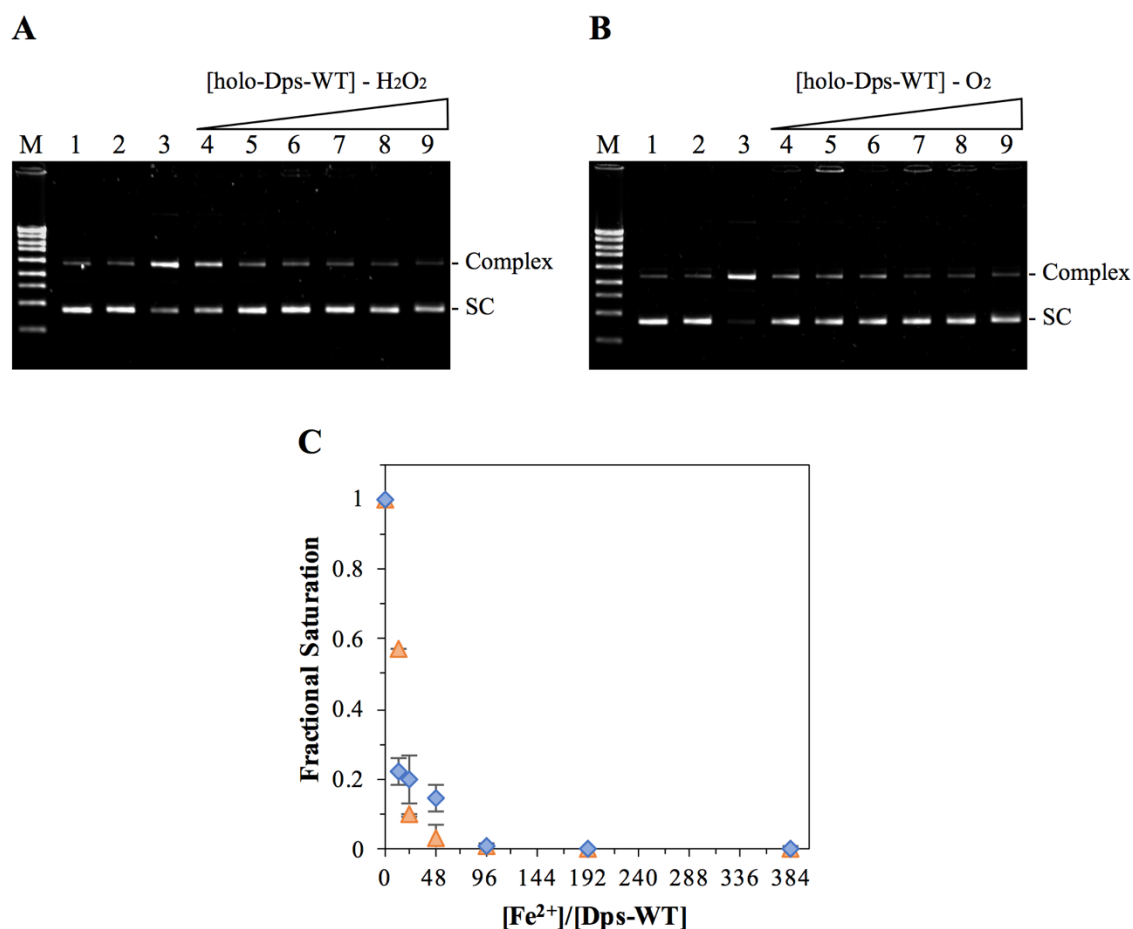 A
[holo-Dps-WT] - H₂O₂
M 1 2 3 4 5 6 7 8 9
Complex
SC
B
[holo-Dps-WT] - O₂
M 1 2 3 4 5 6 7 8 9
Complex
SC
C
Fractional Saturation
1
0.8
0.6
0.4
0.2
0
0 48 96 144 192 240 288 336 384
[Fe²⁺]/[Dps-WT]